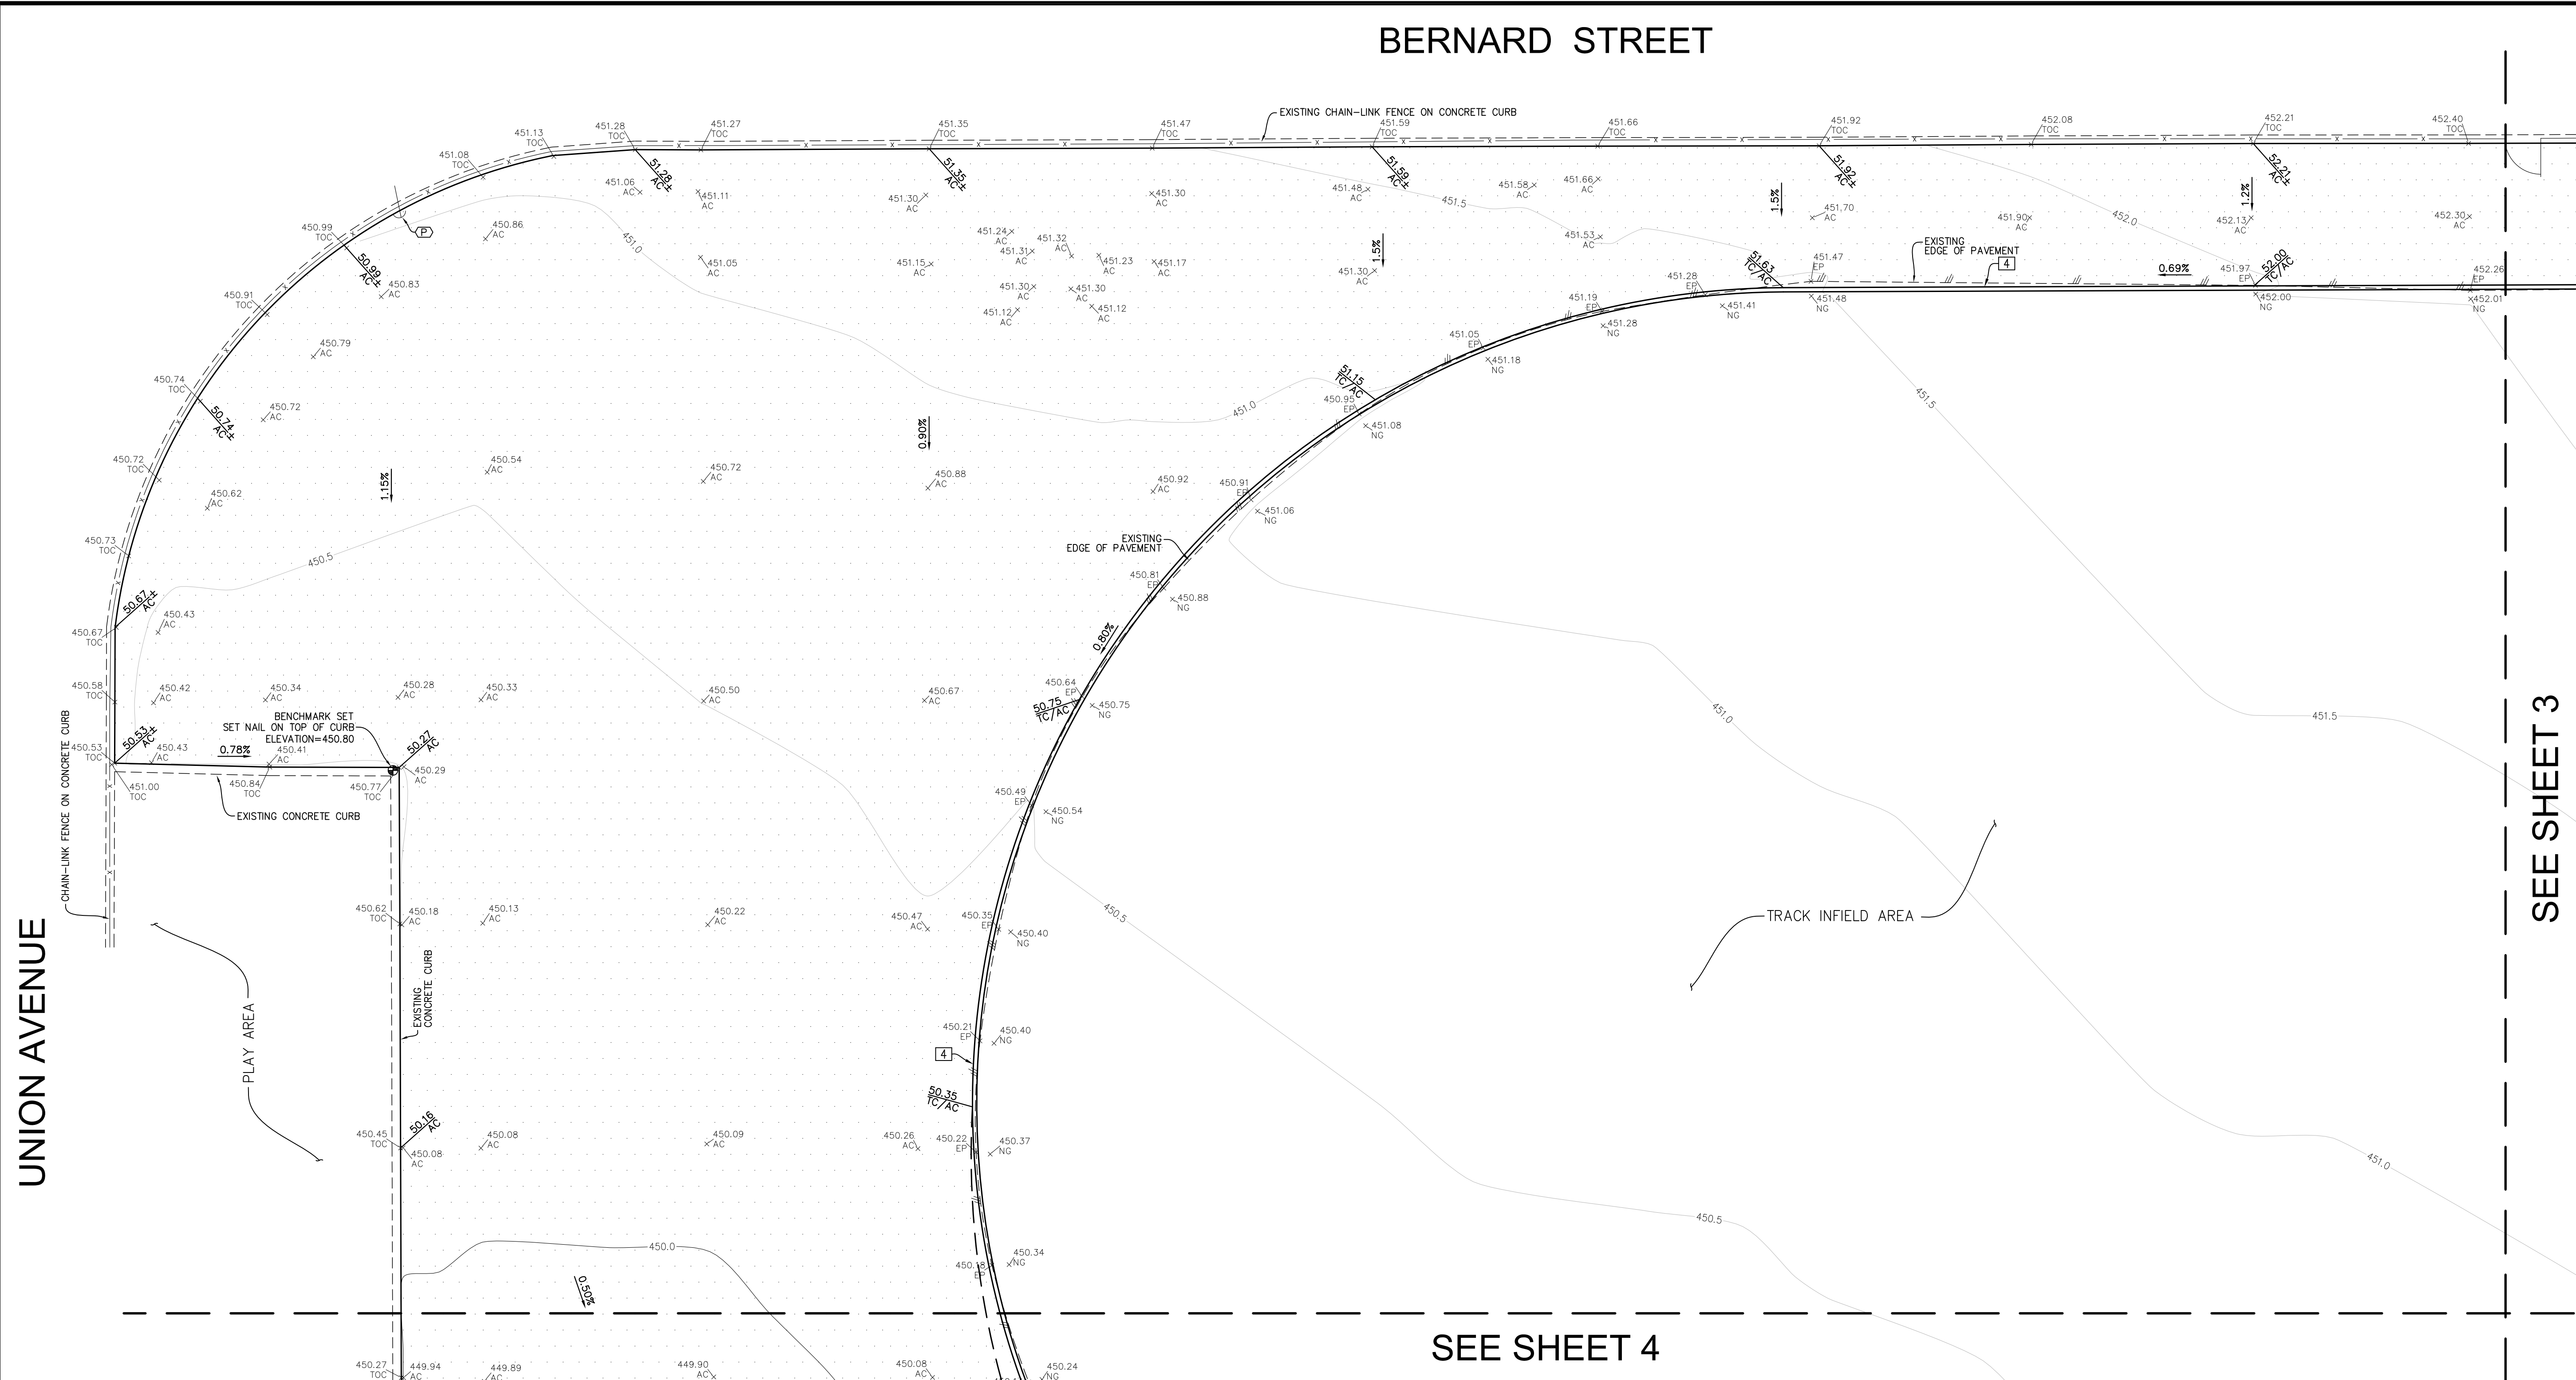 BERNARD STREET
EXISTING CHAIN-LINK FENCE ON CONCRETE CURB
451.13
TOC
451.28
TOC
451.27
TOC
451.35
TOC
451.47
TOC
451.59
TOC
451.66
TOC
451.92
TOC
452.08
TOC
452.21
TOC
452.40
TOC
451.08
TOC
51.28
AC±
51.35
AC±
51.59
AC±
51.92
AC±
52.21
AC±
451.06
AC
451.11
AC
451.30
AC
451.30
AC
451.48
AC
451.58
AC
451.66
AC
451.5
1.5%
451.70
AC
451.90
AC
452.0
1.2%
452.13
AC
452.30
AC
450.99
TOC
P
450.86
AC
451.0
451.24
AC
451.31
AC
451.32
AC
451.23
AC
451.17
AC
451.15
AC
451.05
AC
1.5%
451.30
AC
451.53
AC
EXISTING
EDGE OF PAVEMENT
4
0.69%
50.99
AC±
450.83
AC
451.30
AC
451.30
AC
451.12
AC
451.12
AC
451.28
EP
51.63
TC/AC
451.47
EP
451.97
EP
52.00
TC/AC
452.26
EP
451.19
EP
451.28
NG
451.41
NG
451.48
NG
452.00
NG
452.01
NG
450.91
TOC
450.79
AC
451.05
EP
451.18
NG
450.74
TOC
50.74
AC±
450.72
AC
51.15
TC/AC
450.95
EP
451.08
NG
451.0
451.5
0.90%
450.72
TOC
450.62
AC
1.15%
450.54
AC
450.72
AC
450.88
AC
450.92
AC
450.91
EP
451.06
NG
450.73
TOC
450.5
EXISTING
EDGE OF PAVEMENT
450.81
EP
450.88
NG
50.67±
AC
450.67
TOC
450.43
AC
0.80%
450.58
TOC
450.42
AC
450.34
AC
450.28
AC
450.33
AC
450.50
AC
450.67
AC
450.64
EP
50.75
TC/AC
450.75
NG
451.0
451.5
BENCHMARK SET
SET NAIL ON TOP OF CURB
ELEVATION=450.80
450.53
TOC
50.53±
AC
450.43
AC
0.78%
450.41
AC
50.27
AC
450.29
AC
451.00
TOC
450.84
TOC
450.77
TOC
EXISTING CONCRETE CURB
450.49
EP
450.54
NG
CHAIN-LINK FENCE ON CONCRETE CURB
SEE SHEET 3
450.62
TOC
450.18
AC
450.13
AC
450.22
AC
450.47
AC
450.35
EP
450.40
NG
450.5
TRACK INFIELD AREA
UNION AVENUE
PLAY AREA
EXISTING
CONCRETE CURB
450.21
EP
450.40
NG
4
50.35
TC/AC
50.16
AC
450.45
TOC
450.08
AC
450.08
AC
450.09
AC
450.26
AC
450.22
EP
450.37
NG
451.0
450.5
450.0
450.18
EP
450.34
NG
0.50%
SEE SHEET 4
450.27
TOC
449.94
AC
449.89
AC
449.90
AC
450.08
AC
450.24
NG